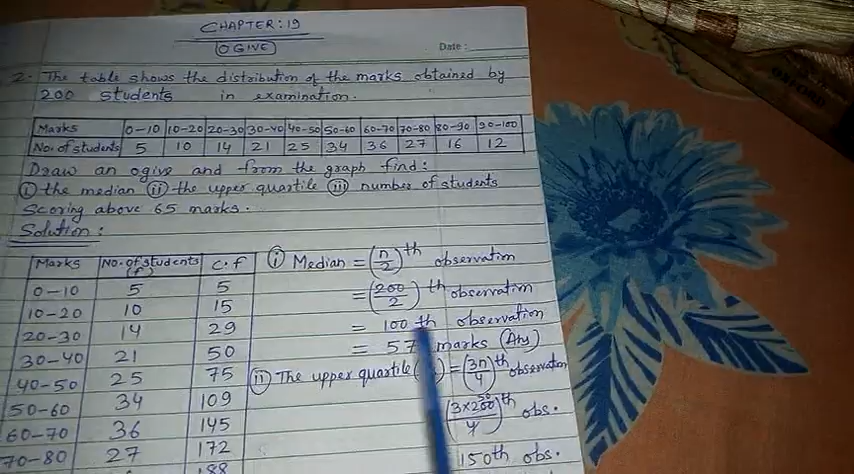 CHAPTER: 19
OGIVE
Date:
2. The table shows the distribution of the marks obtained by
200 students in examination.
Marks 0-10 10-20 20-30 30-40 40-50 50-60 60-70 70-80 80-90 90-100
No. of students 5 10 14 21 25 34 36 27 16 12
Draw an ogive and from the graph find:
(i) the median (ii) the upper quartile (iii) number of students
scoring above 65 marks.
Solution:
Marks No. of students (f) c.f
0-10 5 5
10-20 10 15
20-30 14 29
30-40 21 50
40-50 25 75
50-60 34 109
60-70 36 145
70-80 27 172
188
(i) Median = (n/2)th observation
= (200/2)th observation
= 100th observation
= 57 marks (Ans)
(ii) The upper quartile = (3n/4)th observation
(3×200/4)th obs.
150th obs.
OXFORD